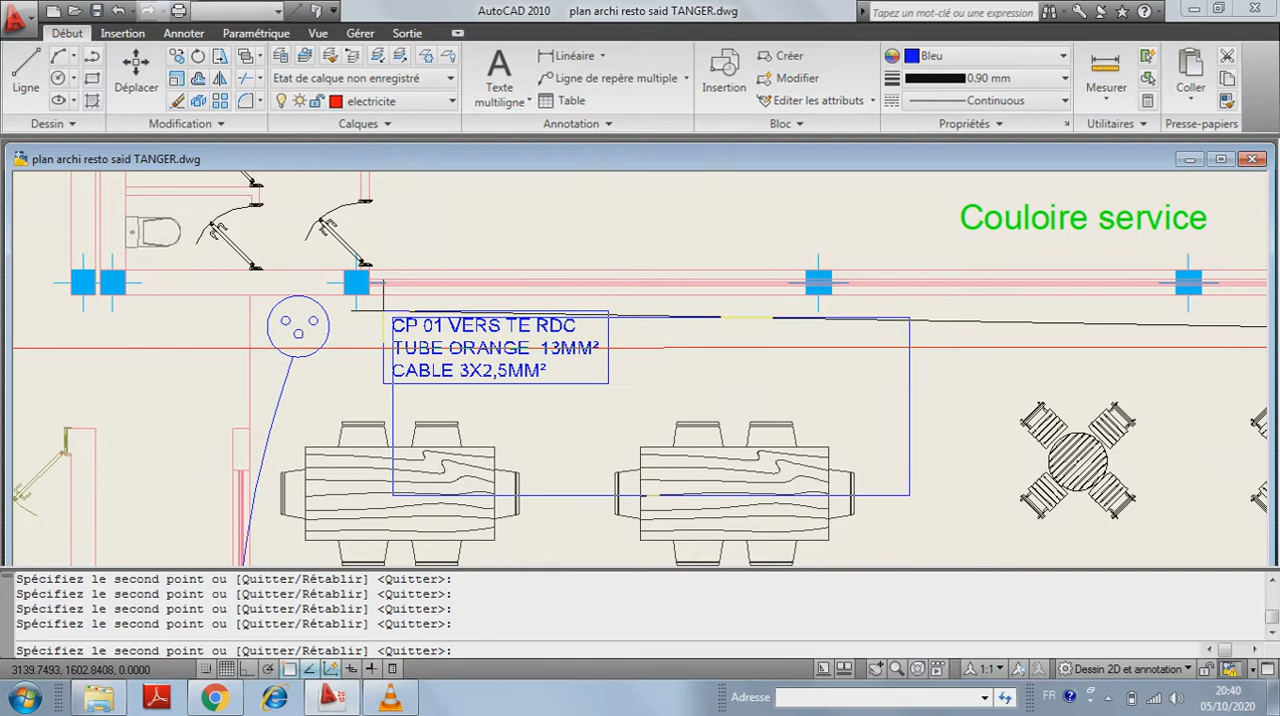 AutoCAD 2010 plan archi resto said TANGER.dwg
Tapez un mot-clé ou une expression
Début Insertion Annoter Paramétrique Vue Gérer Sortie
Ligne
Déplacer
Etat de calque non enregistré
electricite
Texte
multiligne
Linéaire
Ligne de repère multiple
Table
Insertion
Créer
Modifier
Editer les attributs
Bleu
0.90 mm
Continuous
Mesurer
Coller
Dessin Modification Calques Annotation Bloc Propriétés Utilitaires Presse-papiers
plan archi resto said TANGER.dwg
Couloire service
CP 01 VERS TE RDC
TUBE ORANGE 13MM²
CABLE 3X2,5MM²
Spécifiez le second point ou [Quitter/Rétablir] <Quitter>:
Spécifiez le second point ou [Quitter/Rétablir] <Quitter>:
Spécifiez le second point ou [Quitter/Rétablir] <Quitter>:
Spécifiez le second point ou [Quitter/Rétablir] <Quitter>:
Spécifiez le second point ou [Quitter/Rétablir] <Quitter>:
3139.7493, 1602.8408, 0.0000
1:1
Dessin 2D et annotation
Adresse
FR
20:40
05/10/2020